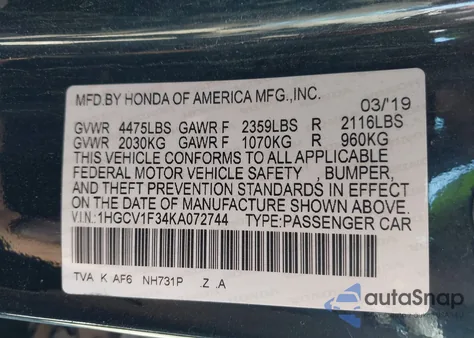 MFD.BY HONDA OF AMERICA MFG.,INC.
03/'19
GVWR 4475LBS GAWR F 2359LBS R 2116LBS
GVWR 2030KG GAWR F 1070KG R 960KG
THIS VEHICLE CONFORMS TO ALL APPLICABLE
FEDERAL MOTOR VEHICLE SAFETY , BUMPER,
AND THEFT PREVENTION STANDARDS IN EFFECT
ON THE DATE OF MANUFACTURE SHOWN ABOVE.
V.I.N.: 1HGCV1F34KA072744 TYPE:PASSENGER CAR
TVA K AF6 NH731P .Z .A
autoSnap